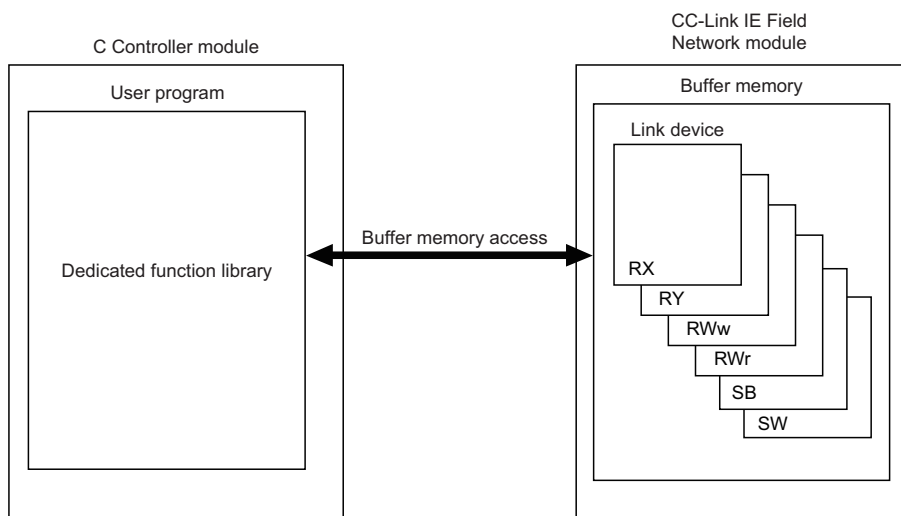 C Controller module
User program
Dedicated function library
Buffer memory access
CC-Link IE Field
Network module
Buffer memory
Link device
RX
RY
RWw
RWr
SB
SW